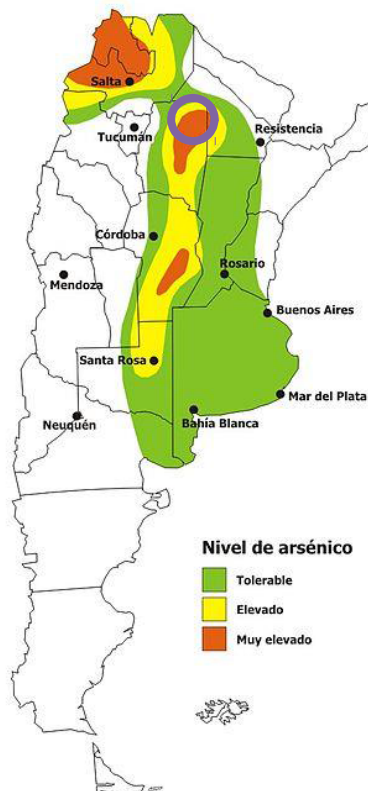 Salta
Tucumán
Resistencia
Córdoba
Rosario
Mendoza
Buenos Aires
Santa Rosa
Mar del Plata
Neuquén
Bahía Blanca
Nivel de arsénico
Tolerable
Elevado
Muy elevado